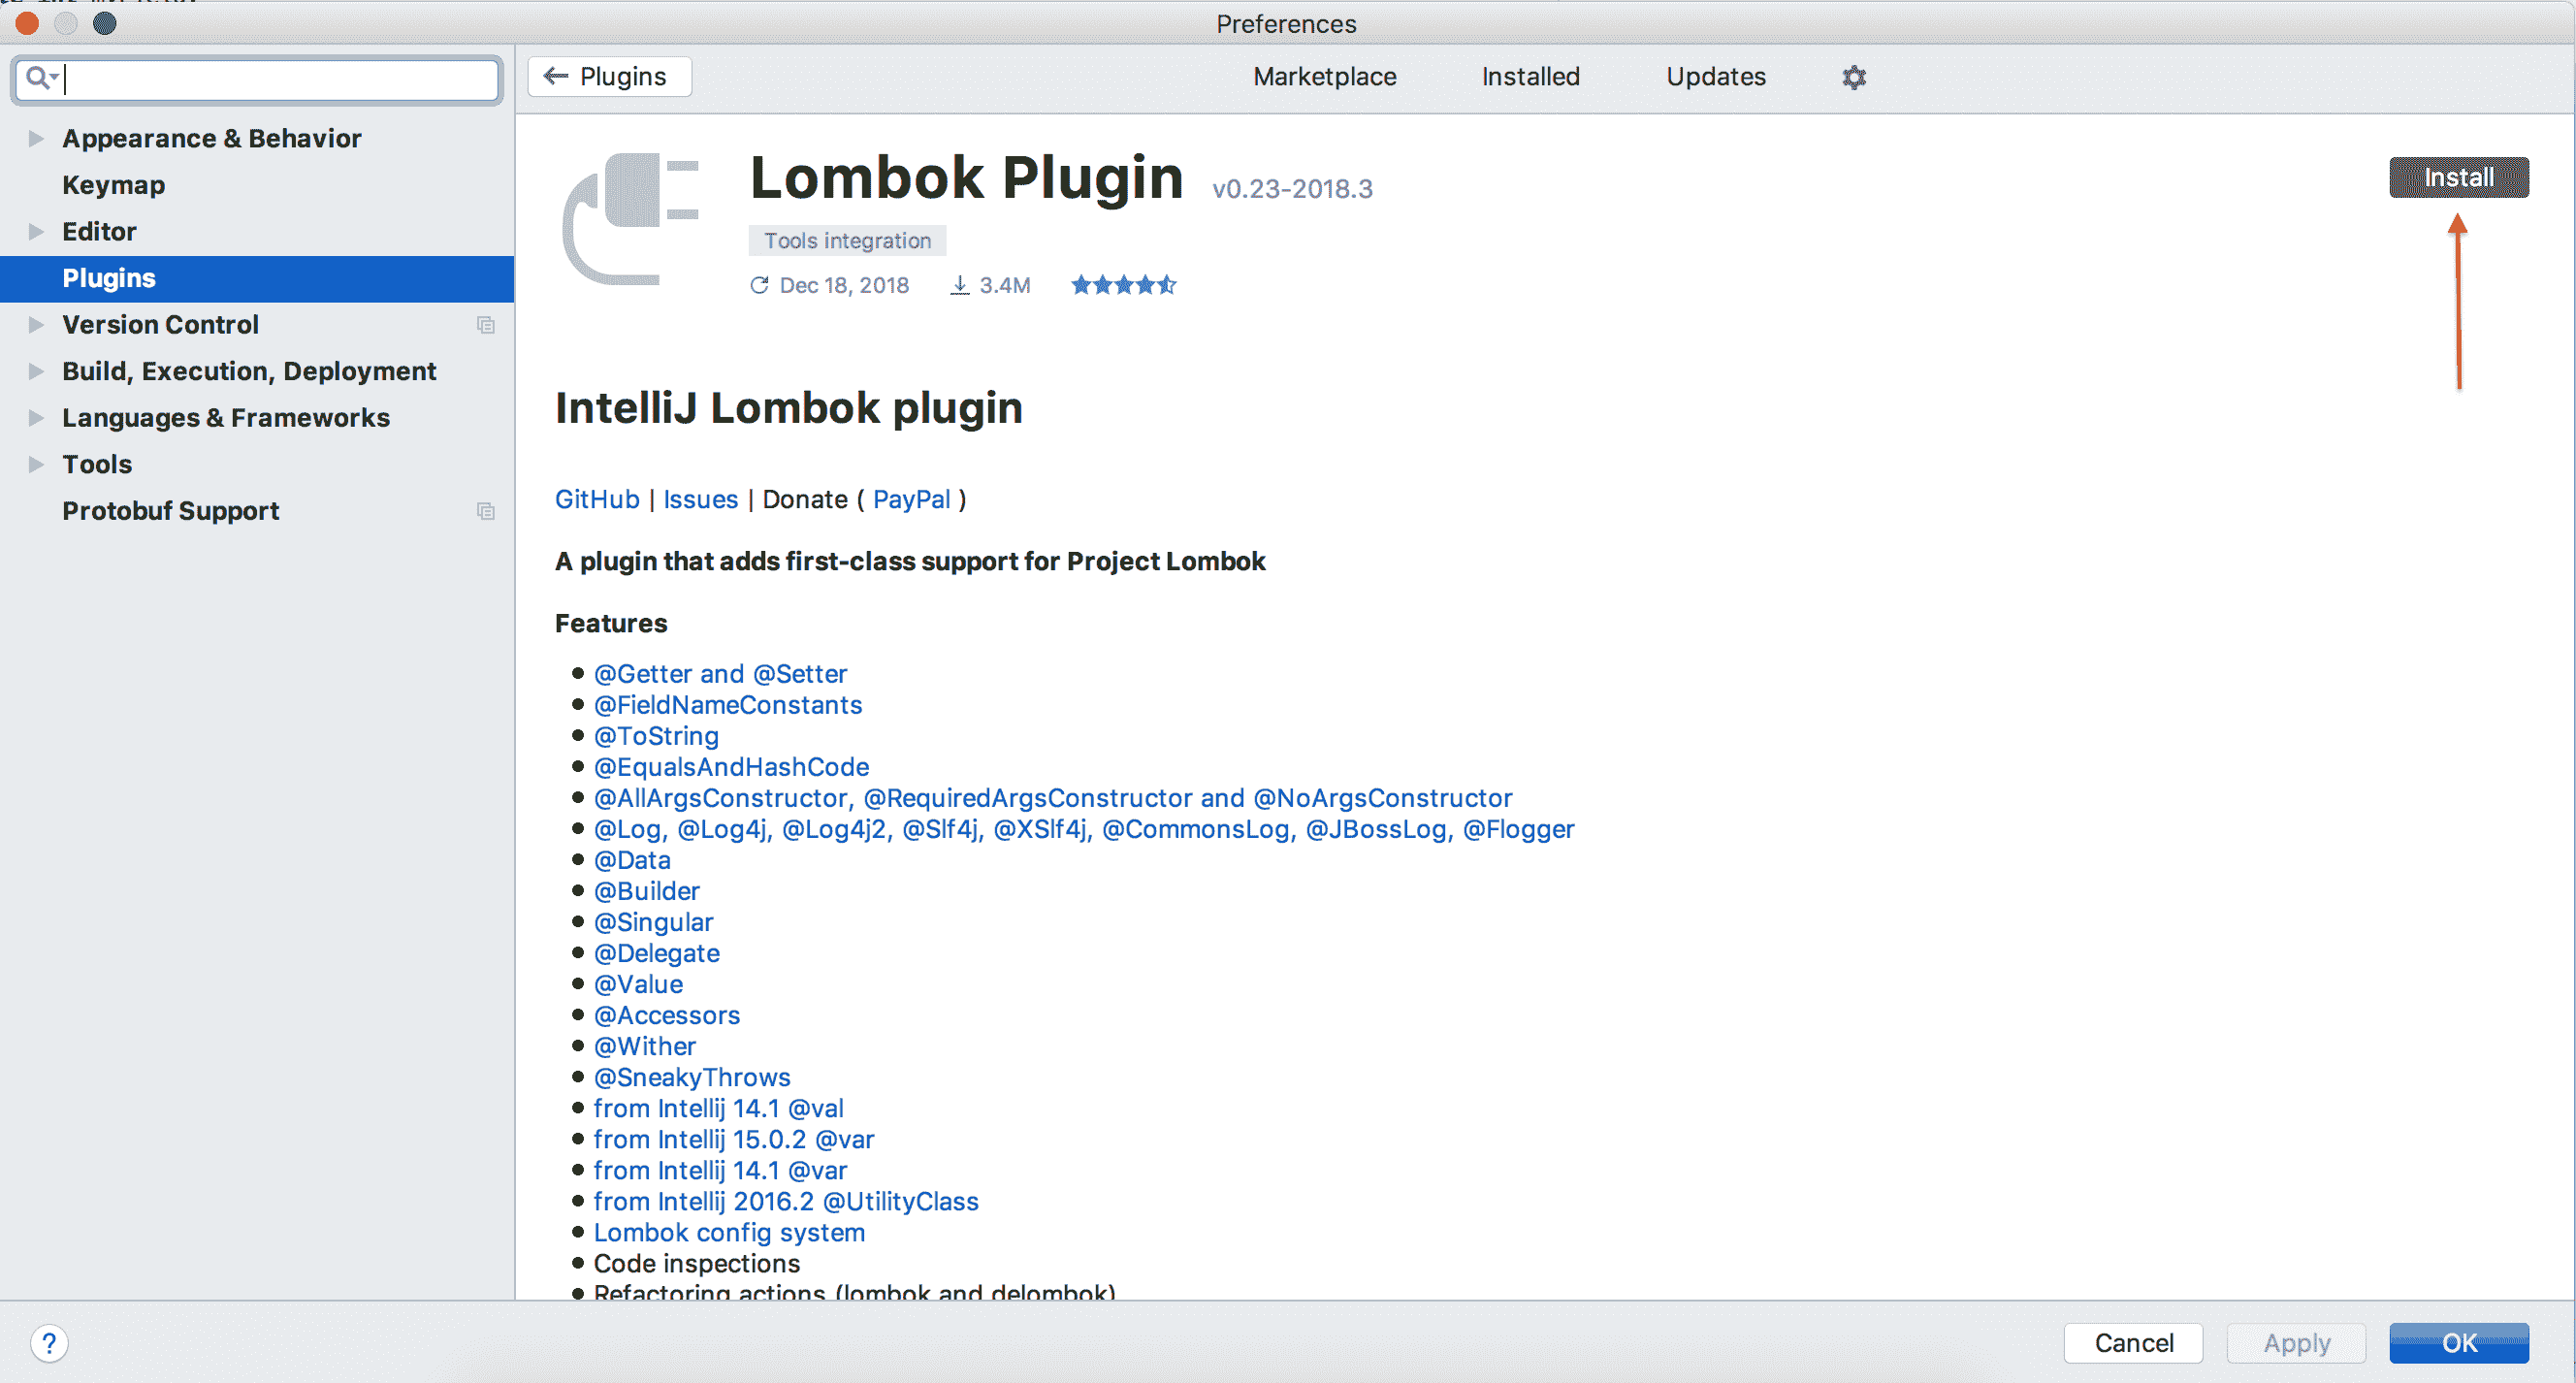 Preferences
Plugins
Marketplace
Installed
Updates
Appearance & Behavior
Keymap
Editor
Plugins
Version Control
Build, Execution, Deployment
Languages & Frameworks
Tools
Protobuf Support
Lombok Plugin v0.23-2018.3
Install
Tools integration
Dec 18, 2018 3.4M
IntelliJ Lombok plugin
GitHub | Issues | Donate ( PayPal )
A plugin that adds first-class support for Project Lombok
Features
@Getter and @Setter
@FieldNameConstants
@ToString
@EqualsAndHashCode
@AllArgsConstructor, @RequiredArgsConstructor and @NoArgsConstructor
@Log, @Log4j, @Log4j2, @Slf4j, @XSlf4j, @CommonsLog, @JBossLog, @Flogger
@Data
@Builder
@Singular
@Delegate
@Value
@Accessors
@Wither
@SneakyThrows
from Intellij 14.1 @val
from Intellij 15.0.2 @var
from Intellij 14.1 @var
from Intellij 2016.2 @UtilityClass
Lombok config system
Code inspections
Refactoring actions (lombok and delombok)
?
Cancel
Apply
OK